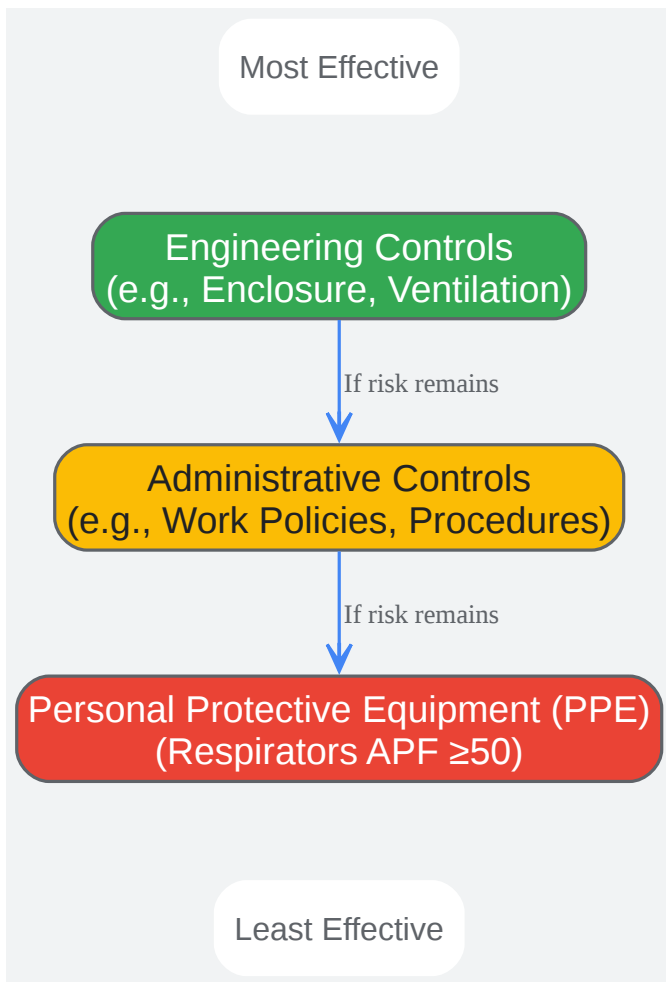 Most Effective
Engineering Controls
(e.g., Enclosure, Ventilation)
If risk remains
Administrative Controls
(e.g., Work Policies, Procedures)
If risk remains
Personal Protective Equipment (PPE)
(Respirators APF ≥50)
Least Effective